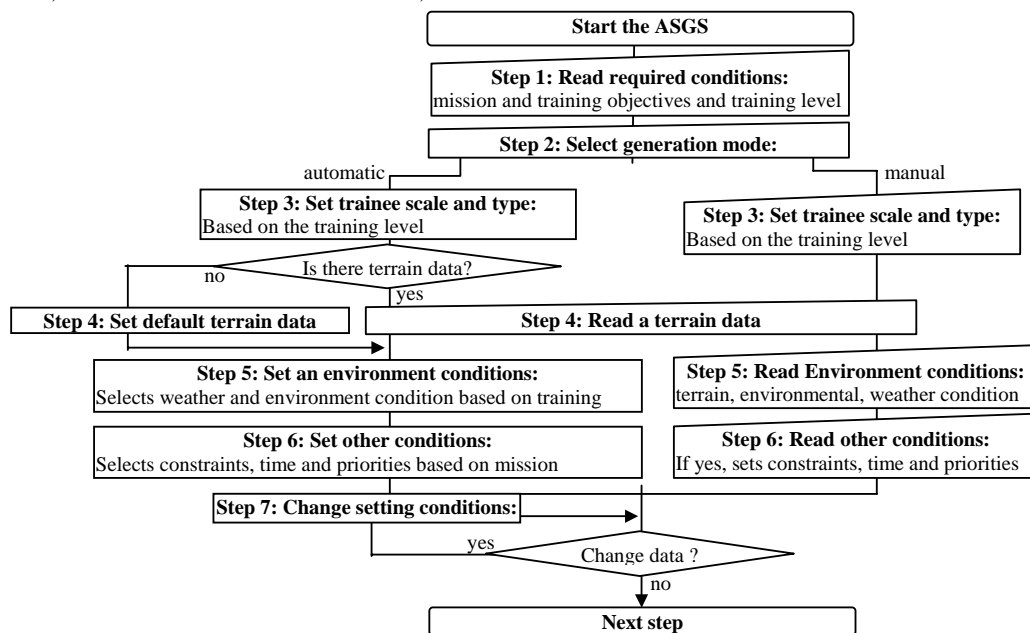 Start the ASGS
Step 1: Read required conditions:
mission and training objectives and training level
Step 2: Select generation mode:
automatic
manual
Step 3: Set trainee scale and type:
Based on the training level
Step 3: Set trainee scale and type:
Based on the training level
Is there terrain data?
no
yes
Step 4: Set default terrain data
Step 4: Read a terrain data
Step 5: Set an environment conditions:
Selects weather and environment condition based on training
Step 5: Read Environment conditions:
terrain, environmental, weather condition
Step 6: Set other conditions:
Selects constraints, time and priorities based on mission
Step 6: Read other conditions:
If yes, sets constraints, time and priorities
Step 7: Change setting conditions:
yes
Change data ?
no
Next step